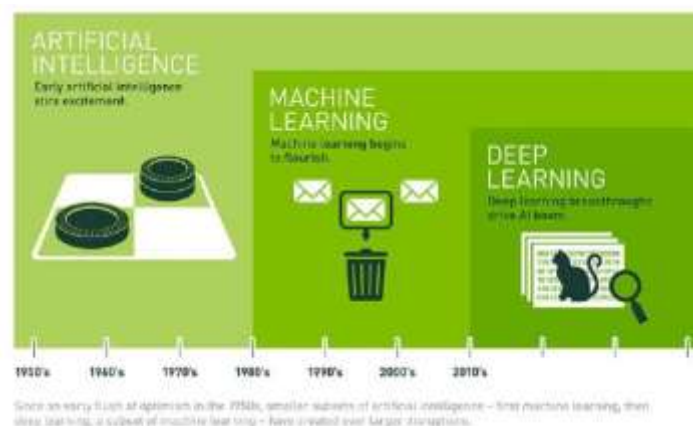 ARTIFICIAL
INTELLIGENCE
Early artificial intelligence
stirs excitement.
MACHINE
LEARNING
Machine learning begins
to flourish.
DEEP
LEARNING
Deep learning breakthroughs
drive AI boom.
1950's 1960's 1970's 1980's 1990's 2000's 2010's
Since an early flush of optimism in the 1950s, smaller subsets of artificial intelligence – first machine learning, then
deep learning, a subset of machine learning – have created ever larger disruptions.